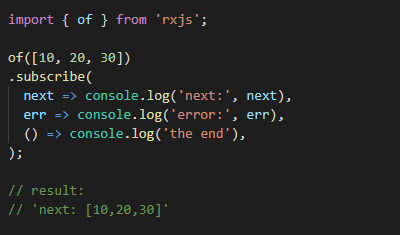 import { of } from 'rxjs';

of([10, 20, 30])
.subscribe(
  next => console.log('next:', next),
  err => console.log('error:', err),
  () => console.log('the end'),
);

// result:
// 'next: [10,20,30]'